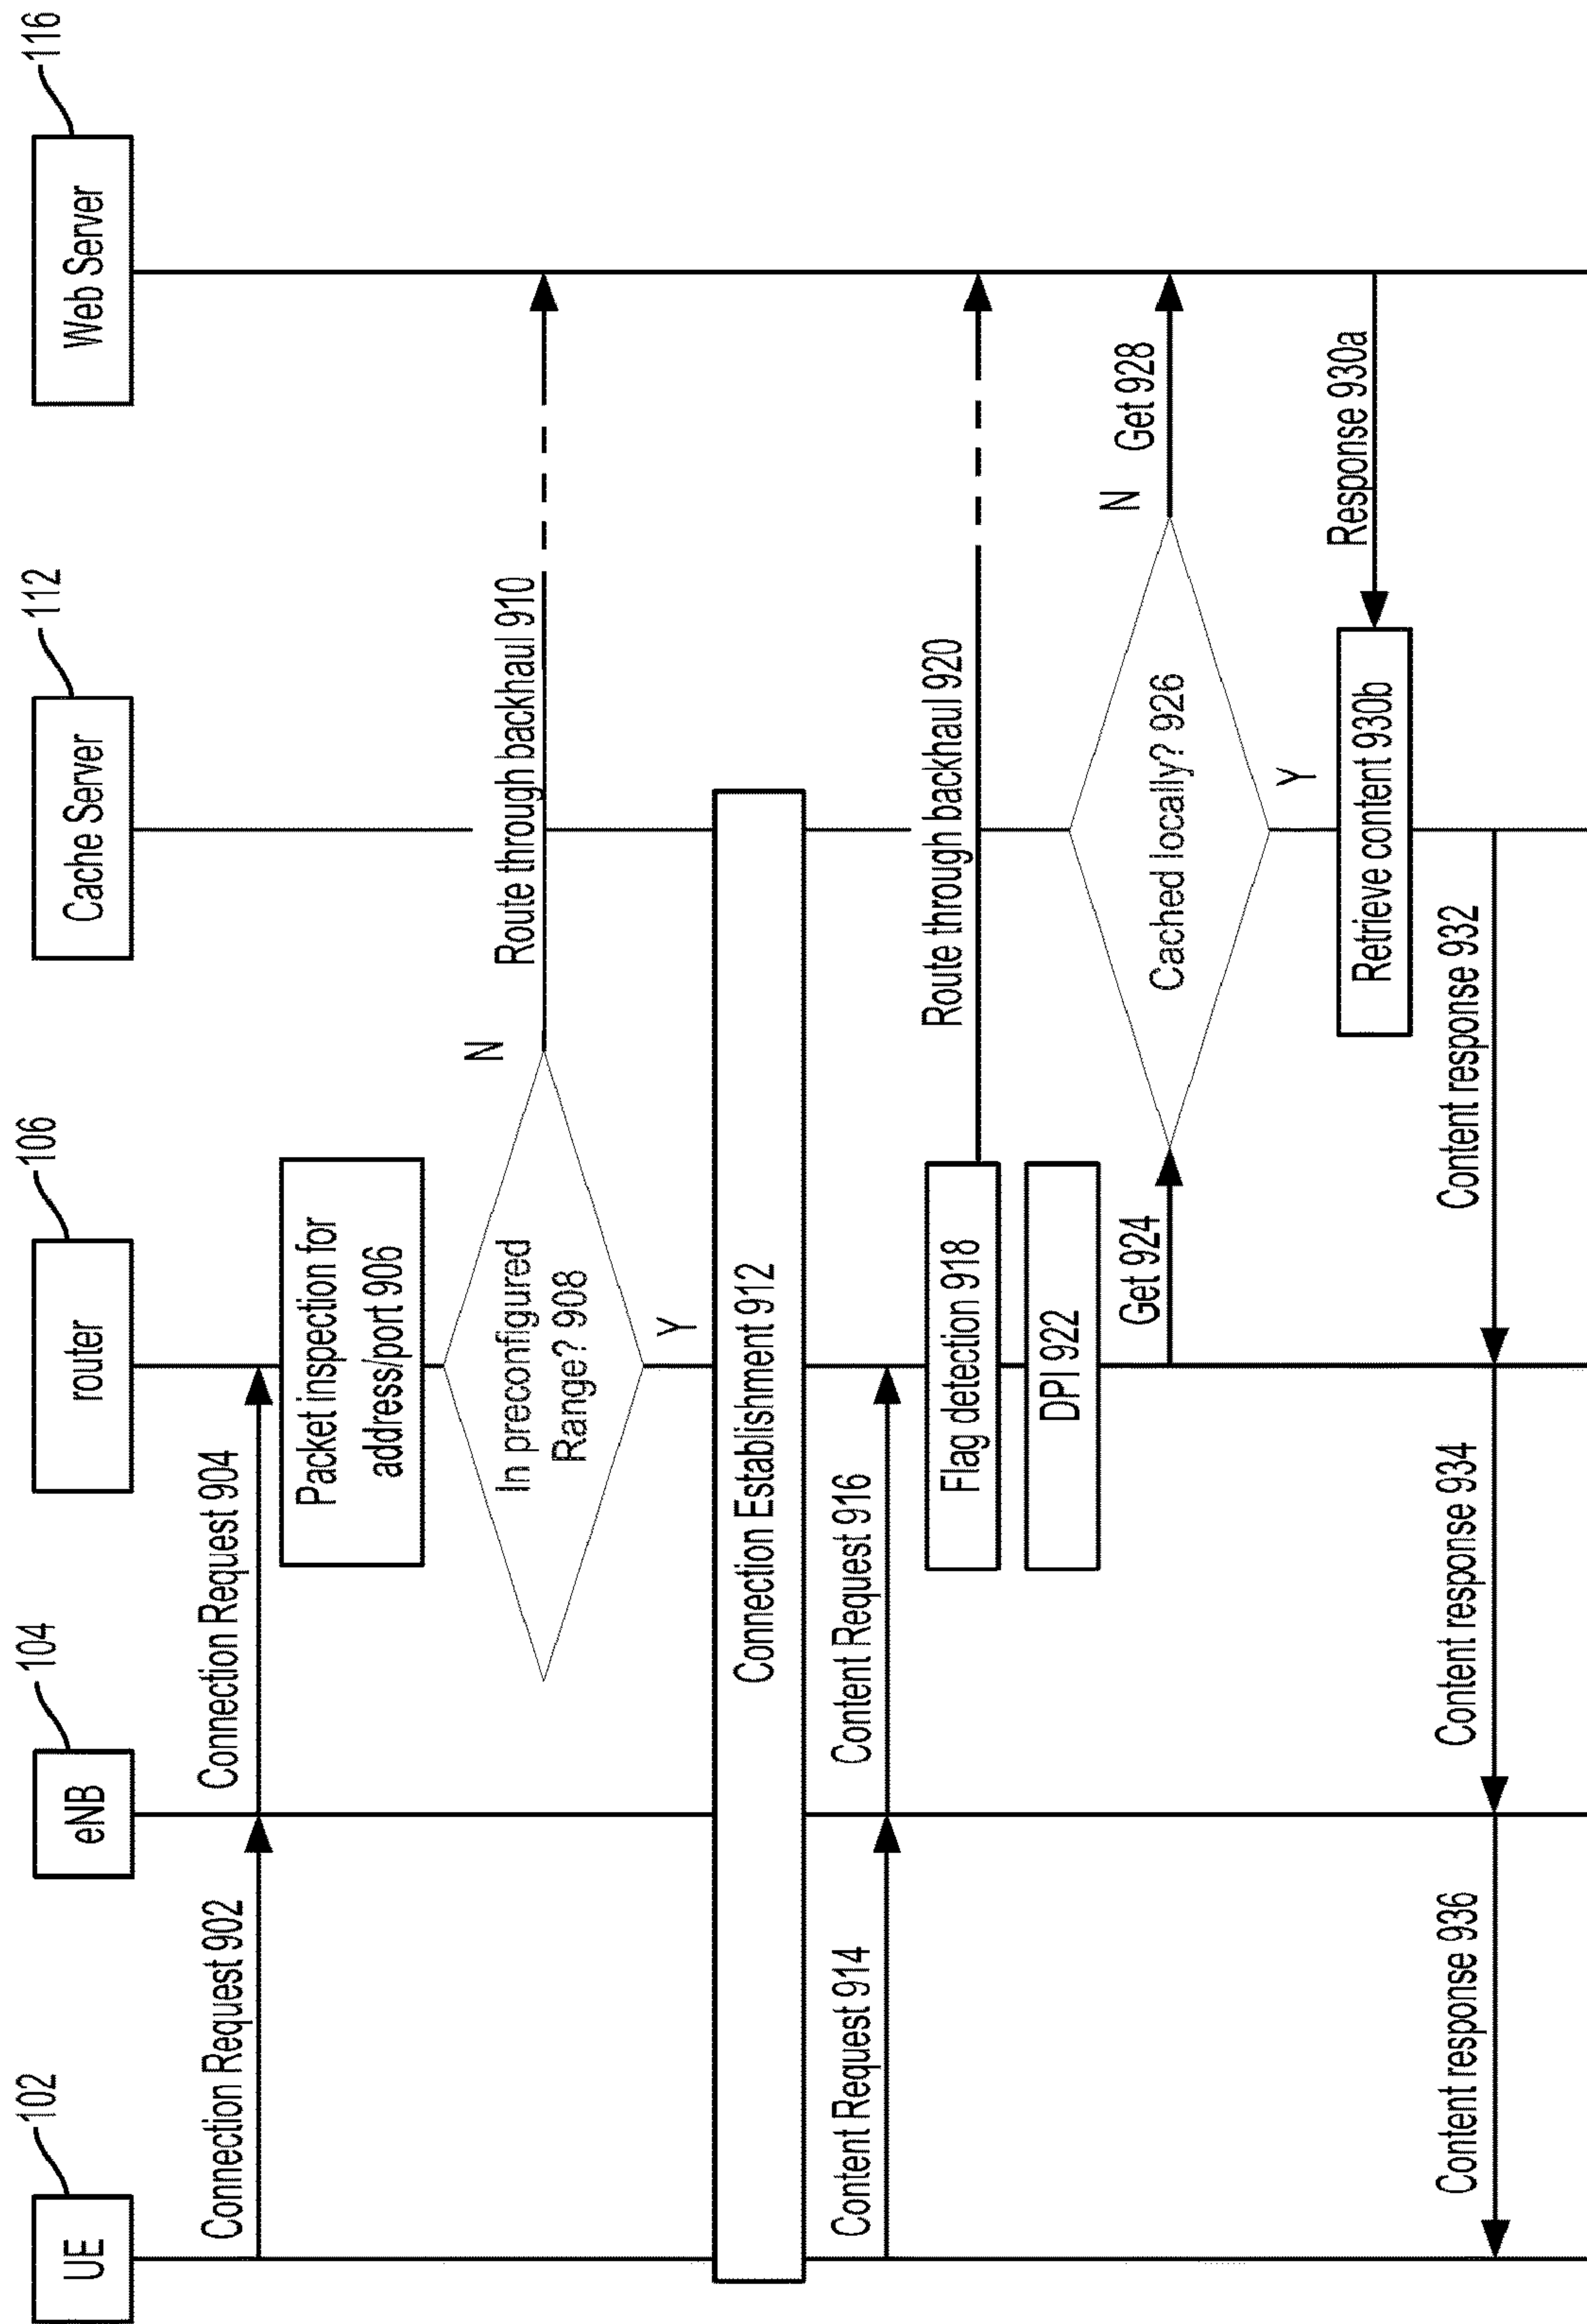 UE
102
eNB
104
router
106
Cache Server
112
Web Server
116
Connection Request 902
Connection Request 904
Packet inspection for
address/port 906
In preconfigured
Range? 908
N
Route through backhaul 910
Y
Connection Establishment 912
Content Request 914
Content Request 916
Flag detection 918
Route through backhaul 920
DPI 922
Get 924
Cached locally? 926
N
Get 928
Y
Response 930a
Retrieve content 930b
Content response 932
Content response 934
Content response 936